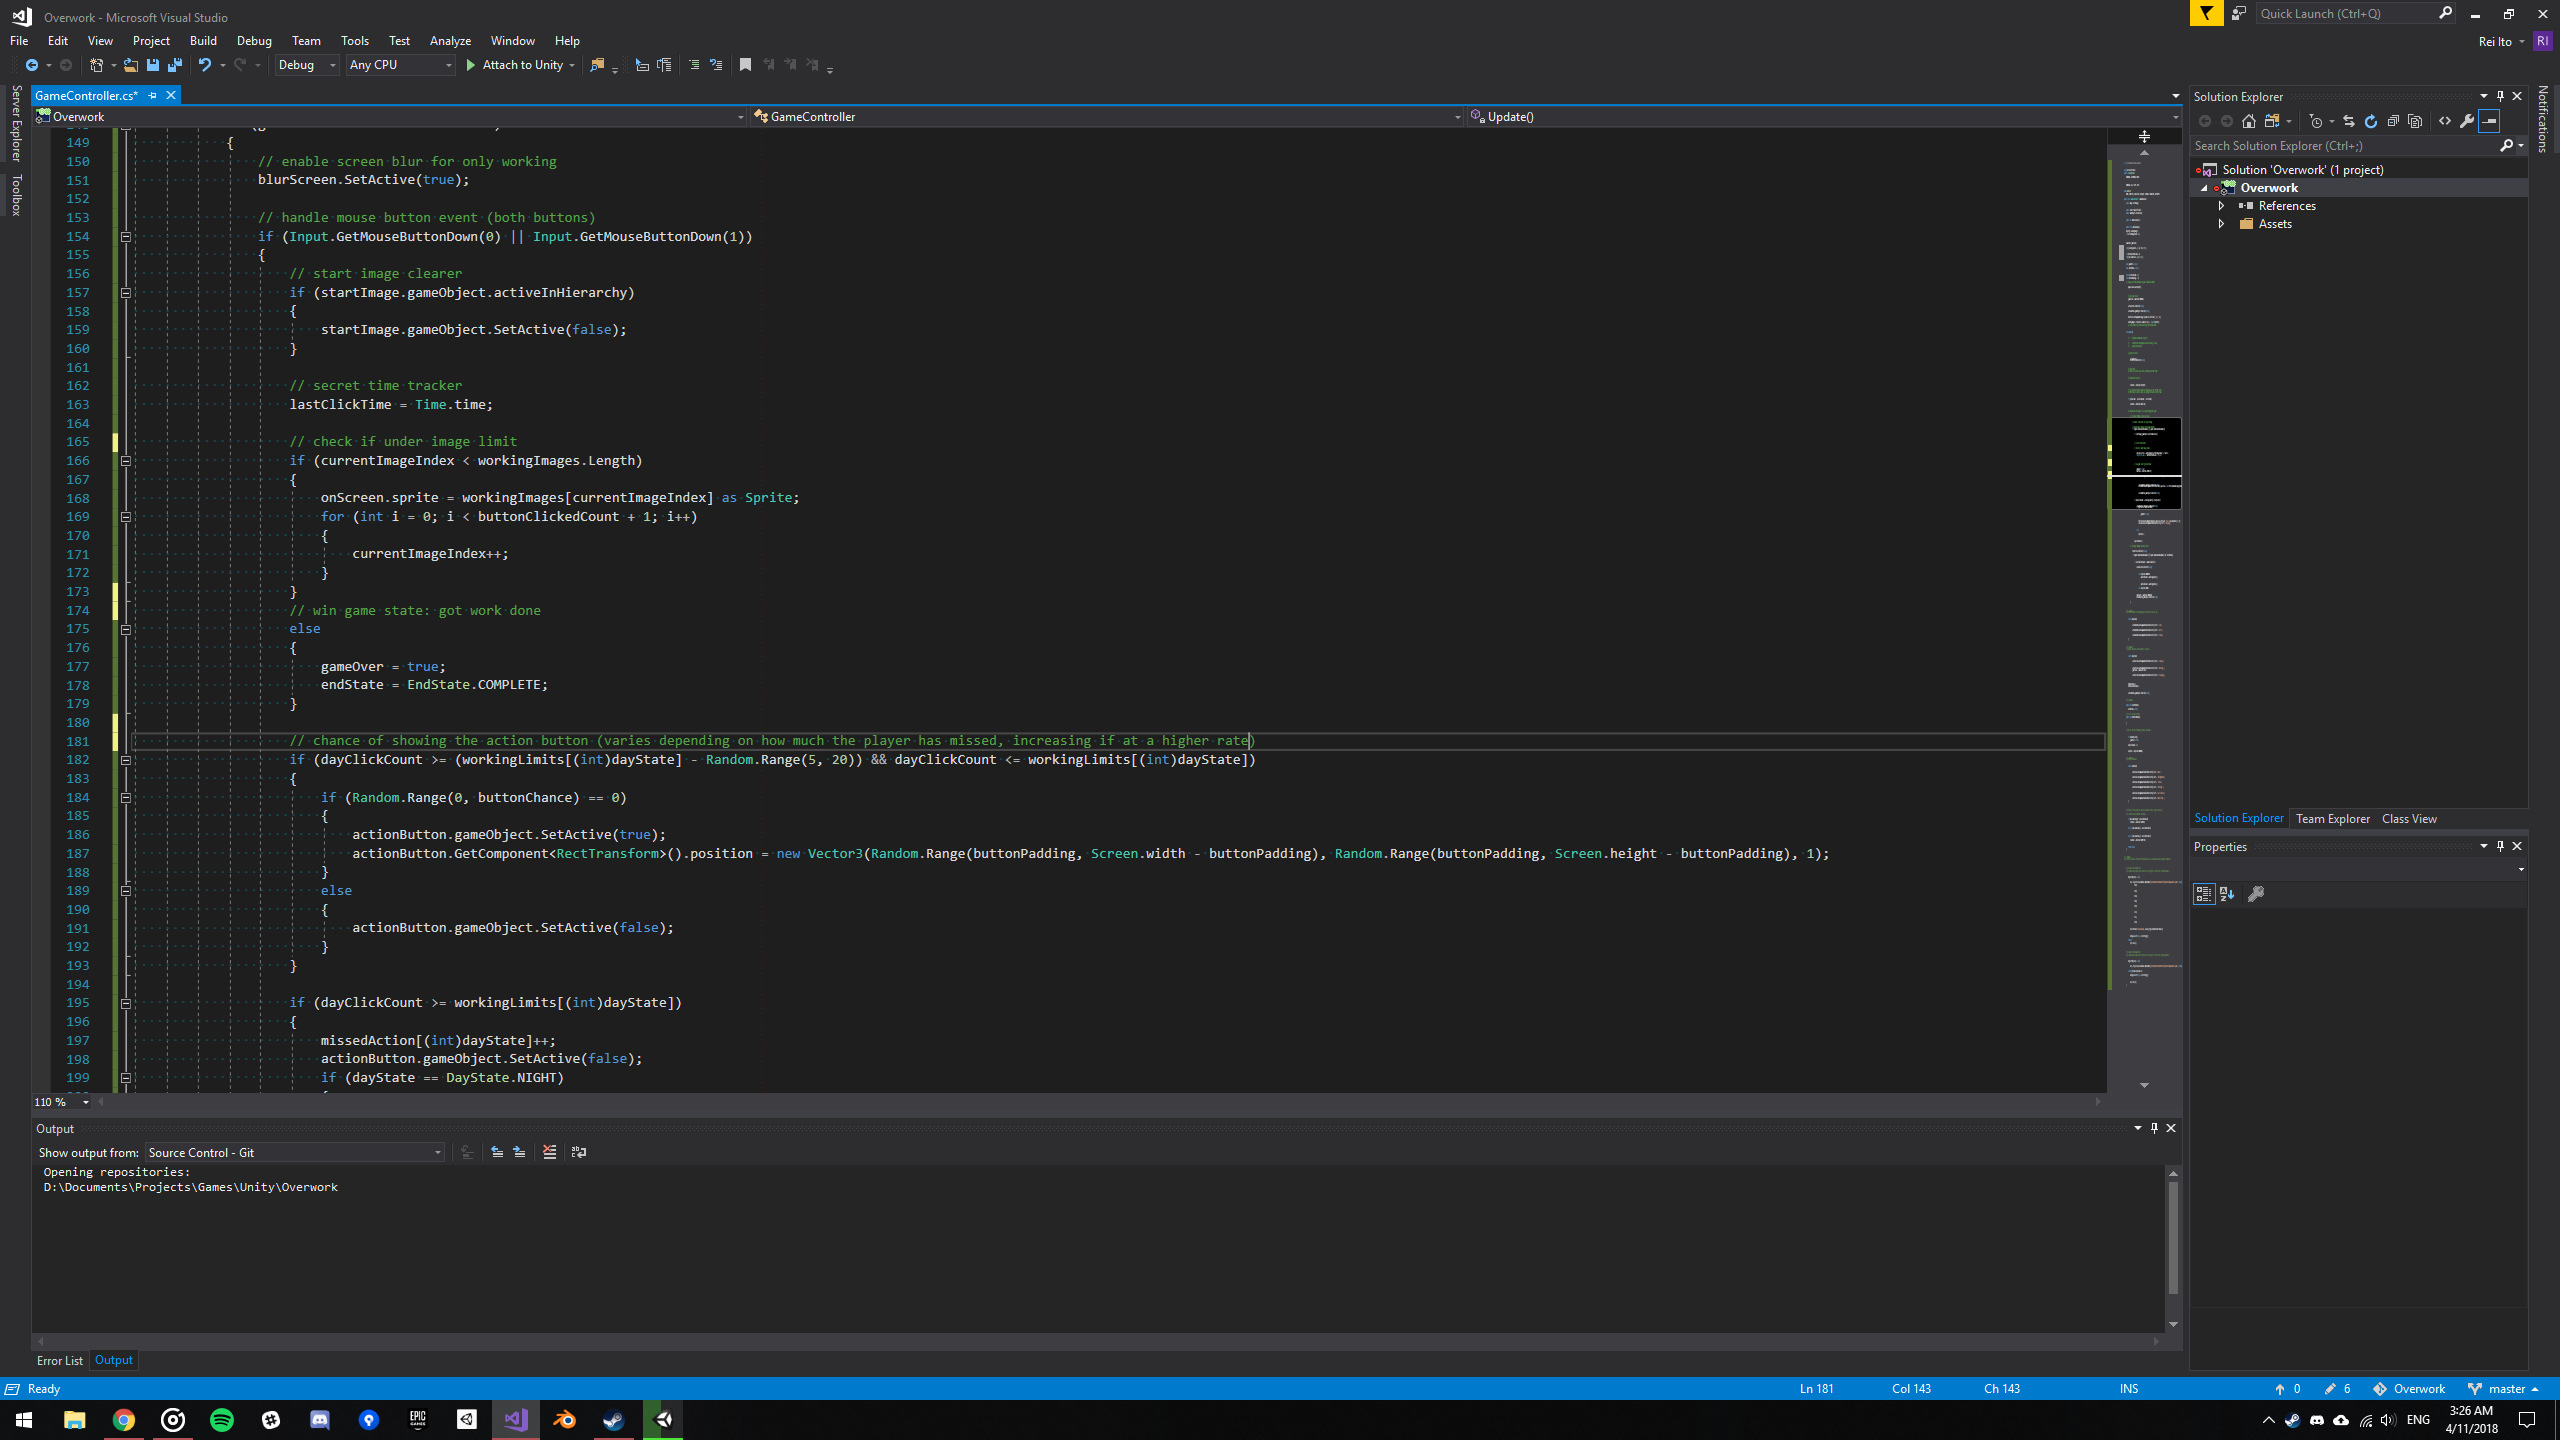 Overwork - Microsoft Visual Studio
Quick Launch (Ctrl+Q)
File Edit View Project Build Debug Team Tools Test Analyze Window Help
Rei Ito RI
Debug Any CPU Attach to Unity
Server Explorer
Toolbox
Notifications
GameController.cs*
Overwork GameController Update()
149 {
150 // enable screen blur for only working
151 blurScreen.SetActive(true);
152
153 // handle mouse button event (both buttons)
154 if (Input.GetMouseButtonDown(0) || Input.GetMouseButtonDown(1))
155 {
156 // start image clearer
157 if (startImage.gameObject.activeInHierarchy)
158 {
159 startImage.gameObject.SetActive(false);
160 }
161
162 // secret time tracker
163 lastClickTime = Time.time;
164
165 // check if under image limit
166 if (currentImageIndex < workingImages.Length)
167 {
168 onScreen.sprite = workingImages[currentImageIndex] as Sprite;
169 for (int i = 0; i < buttonClickedCount + 1; i++)
170 {
171 currentImageIndex++;
172 }
173 }
174 // win game state: got work done
175 else
176 {
177 gameOver = true;
178 endState = EndState.COMPLETE;
179 }
180
181 // chance of showing the action button (varies depending on how much the player has missed, increasing if at a higher rate)
182 if (dayClickCount >= (workingLimits[(int)dayState] - Random.Range(5, 20)) && dayClickCount <= workingLimits[(int)dayState])
183 {
184 if (Random.Range(0, buttonChance) == 0)
185 {
186 actionButton.gameObject.SetActive(true);
187 actionButton.GetComponent<RectTransform>().position = new Vector3(Random.Range(buttonPadding, Screen.width - buttonPadding), Random.Range(buttonPadding, Screen.height - buttonPadding), 1);
188 }
189 else
190 {
191 actionButton.gameObject.SetActive(false);
192 }
193 }
194
195 if (dayClickCount >= workingLimits[(int)dayState])
196 {
197 missedAction[(int)dayState]++;
198 actionButton.gameObject.SetActive(false);
199 if (dayState == DayState.NIGHT)
110 %
Output
Show output from: Source Control - Git
Opening repositories:
D:\Documents\Projects\Games\Unity\Overwork
Error List Output
Solution Explorer
Search Solution Explorer (Ctrl+;)
Solution 'Overwork' (1 project)
Overwork
References
Assets
Solution Explorer Team Explorer Class View
Properties
Ready
Ln 181 Col 143 Ch 143 INS 0 6 Overwork master
EPIC GAMES
ENG
3:26 AM
4/11/2018